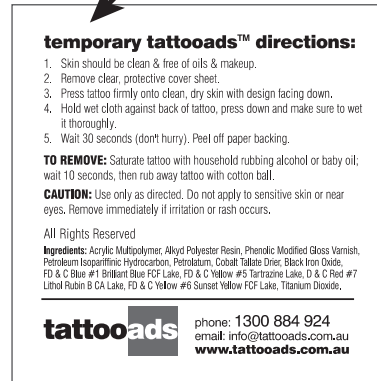 temporary tattooads™ directions:
1. Skin should be clean & free of oils & makeup.
2. Remove clear, protective cover sheet.
3. Press tattoo firmly onto clean, dry skin with design facing down.
4. Hold wet cloth against back of tattoo, press down and make sure to wet
it thoroughly.
5. Wait 30 seconds (don't hurry). Peel off paper backing.
TO REMOVE: Saturate tattoo with household rubbing alcohol or baby oil;
wait 10 seconds, then rub away tattoo with cotton ball.
CAUTION: Use only as directed. Do not apply to sensitive skin or near
eyes. Remove immediately if irritation or rash occurs.
All Rights Reserved
Ingredients: Acrylic Multipolymer, Alkyd Polyester Resin, Phenolic Modified Gloss Varnish,
Petroleum Isopariffinic Hydrocarbon, Petrolatum, Cobalt Tallate Drier, Black Iron Oxide,
FD & C Blue #1 Brilliant Blue FCF Lake, FD & C Yellow #5 Tartrazine Lake, D & C Red #7
Lithol Rubin B CA Lake, FD & C Yellow #6 Sunset Yellow FCF Lake, Titanium Dioxide.
tattooads
phone: 1300 884 924
email: info@tattooads.com.au
www.tattooads.com.au